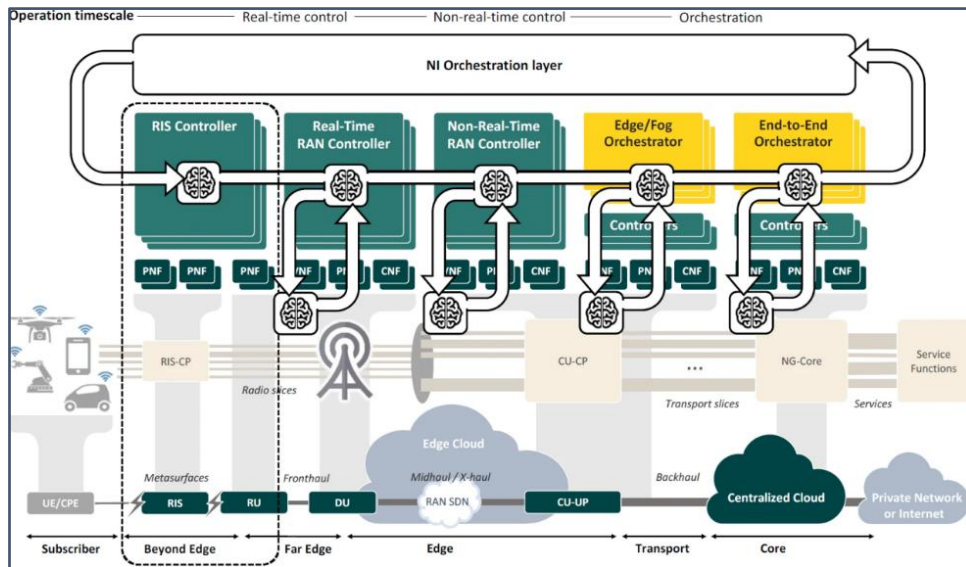 Operation timescale
Real-time control
Non-real-time control
Orchestration
NI Orchestration layer
RIS Controller
Real-Time
RAN Controller
Non-Real-Time
RAN Controller
Edge/Fog
Orchestrator
End-to-End
Orchestrator
Controllers
Controllers
PNF
PNF
PNF
CNF
CNF
CNF
CNF
RIS-CP
CU-CP
...
NG-Core
Service
Functions
Radio slices
Transport slices
Services
Edge Cloud
Metasurfaces
Fronthaul
Midhaul / X-haul
Backhaul
UE/CPE
RIS
RU
DU
RAN SDN
CU-UP
Centralized Cloud
Private Network
or Internet
Subscriber
Beyond Edge
Far Edge
Edge
Transport
Core